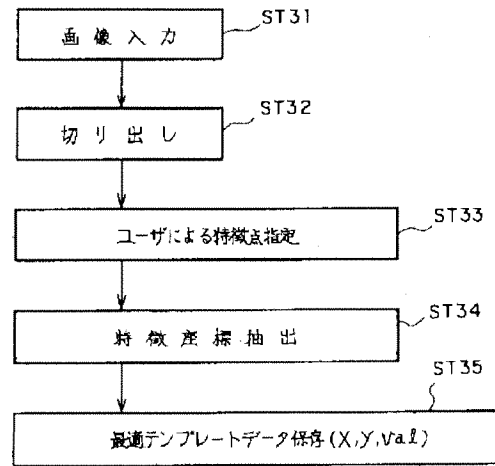 ST31
画像入力
ST32
切り出し
ST33
ユーザによる特徴点指定
ST34
特徴座標抽出
ST35
最適テンプレートデータ保存(X,Y,Val)